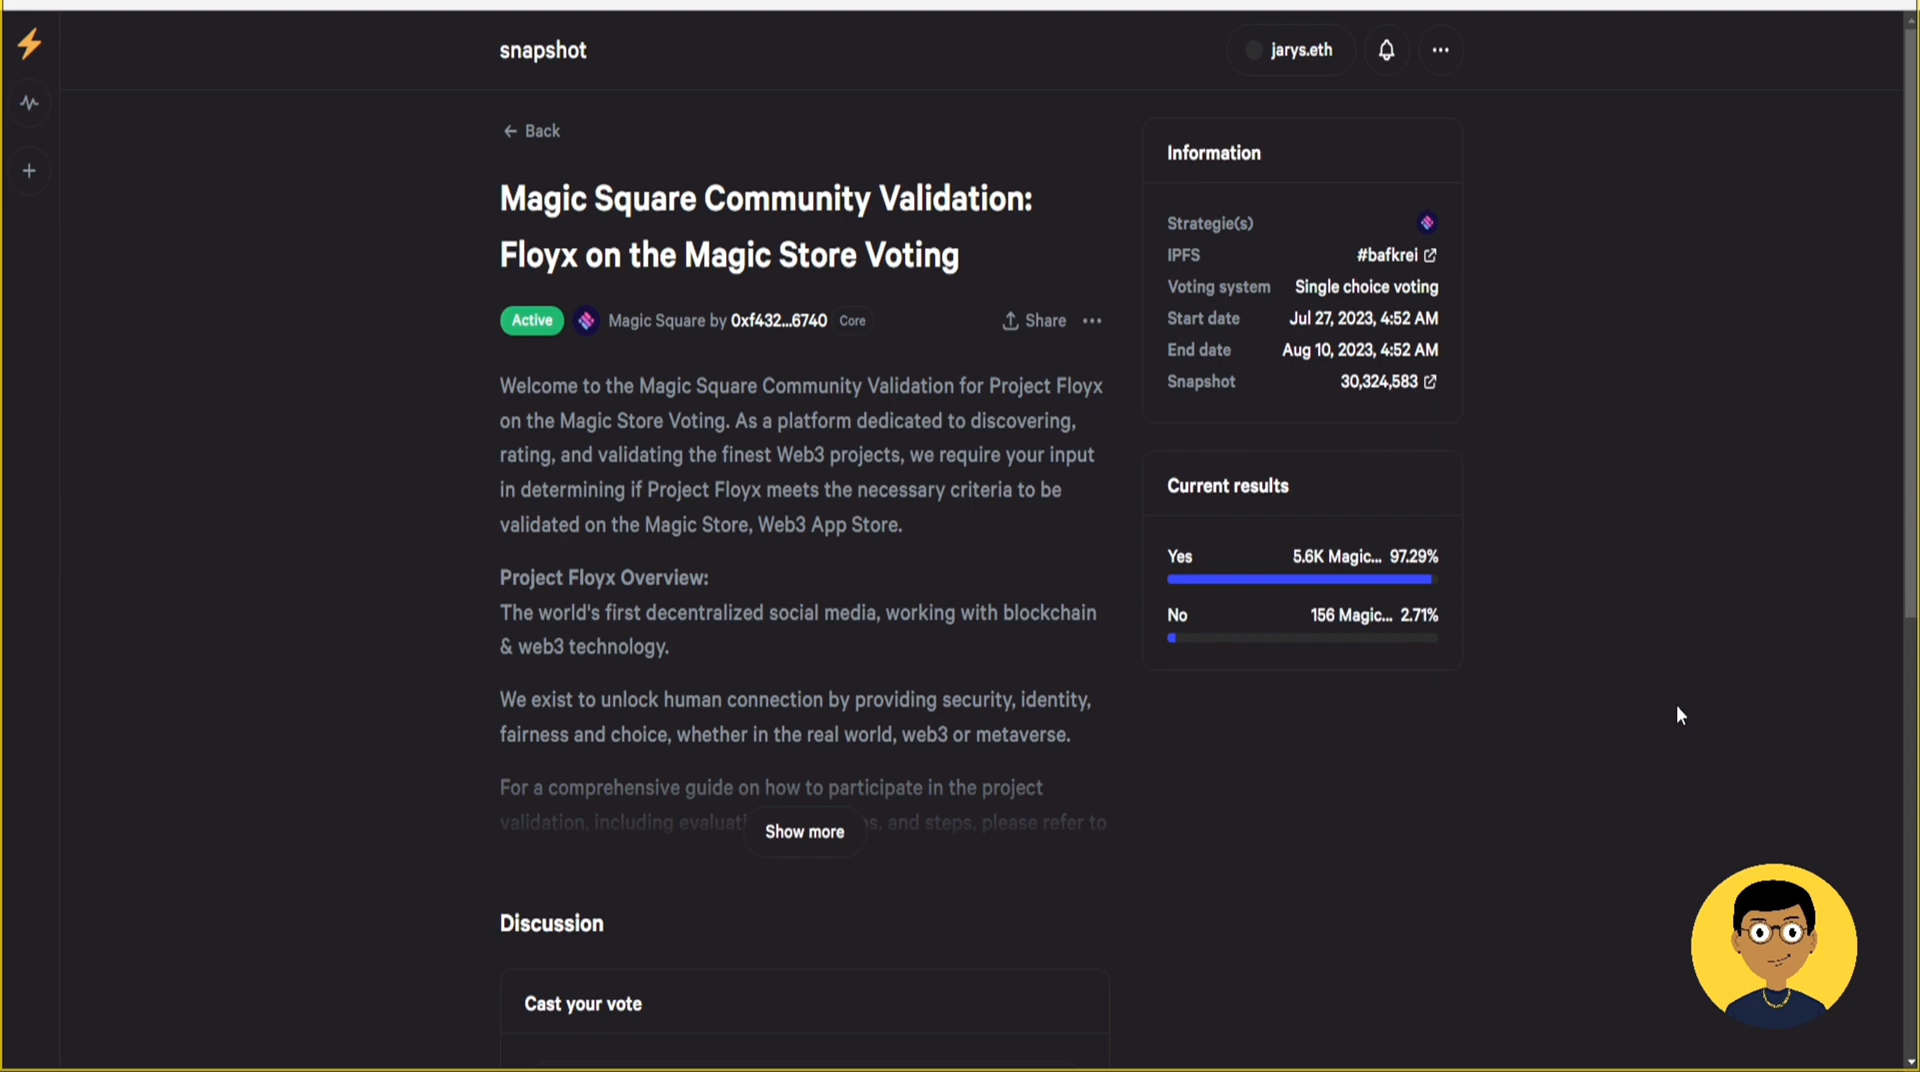 snapshot
jarys.eth
Back
Magic Square Community Validation:
Floyx on the Magic Store Voting
Active Magic Square by 0xf432...6740 Core Share
Welcome to the Magic Square Community Validation for Project Floyx
on the Magic Store Voting. As a platform dedicated to discovering,
rating, and validating the finest Web3 projects, we require your input
in determining if Project Floyx meets the necessary criteria to be
validated on the Magic Store, Web3 App Store.
Project Floyx Overview:
The world's first decentralized social media, working with blockchain
& web3 technology.
We exist to unlock human connection by providing security, identity,
fairness and choice, whether in the real world, web3 or metaverse.
For a comprehensive guide on how to participate in the project
validation, including and steps, please refer to
Show more
Discussion
Cast your vote
Information
Strategie(s)
IPFS #bafkrei
Voting system Single choice voting
Start date Jul 27, 2023, 4:52 AM
End date Aug 10, 2023, 4:52 AM
Snapshot 30,324,583
Current results
Yes 5.6K Magic... 97.29%
No 156 Magic... 2.71%